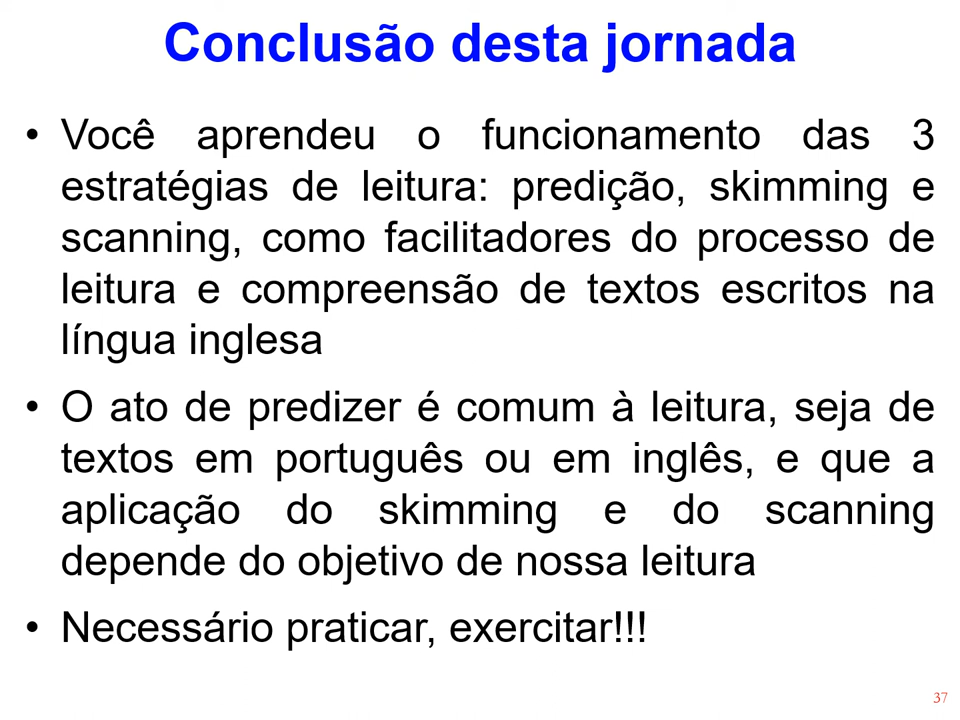 Conclusão desta jornada
• Você aprendeu o funcionamento das 3
estratégias de leitura: predição, skimming e
scanning, como facilitadores do processo de
leitura e compreensão de textos escritos na
língua inglesa
• O ato de predizer é comum à leitura, seja de
textos em português ou em inglês, e que a
aplicação do skimming e do scanning
depende do objetivo de nossa leitura
• Necessário praticar, exercitar!!!
37